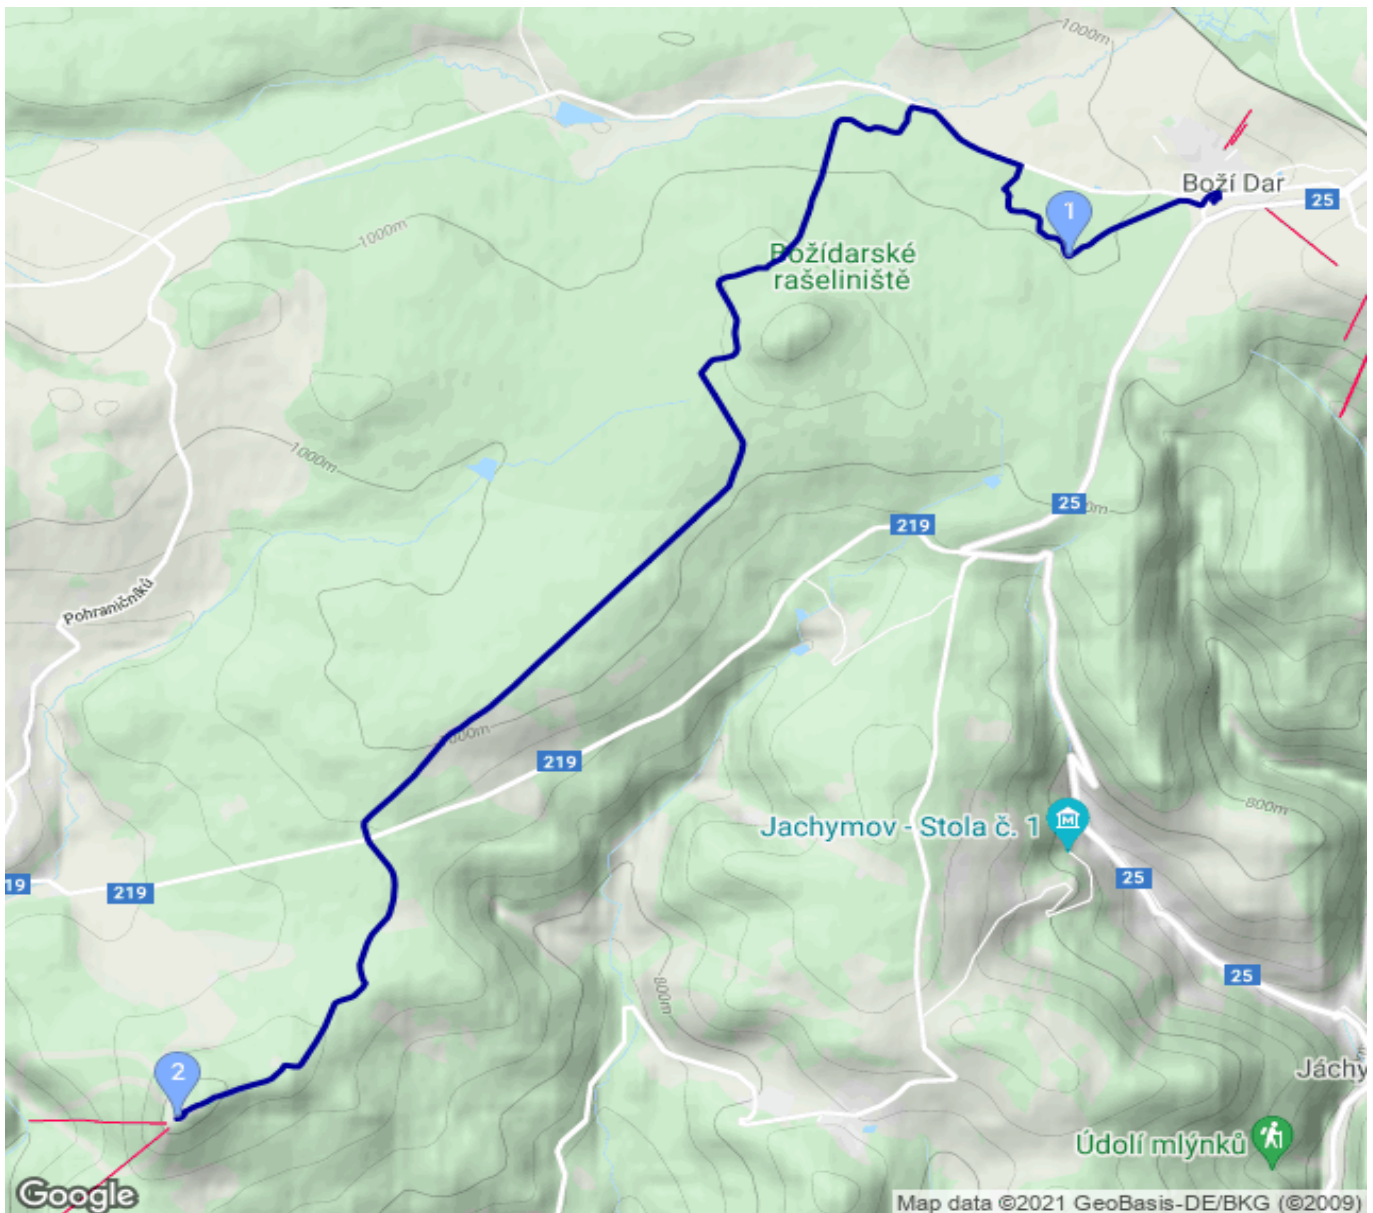 1000m
Boží Dar
25
1
1000m
Božídarské
rašeliniště
1000m
25
219
Pohraničníků
1000m
219
800m
Jachymov - Stola č. 1
25
19
219
25
800m
2
Jáchy
Údolí mlýnků
Google
Map data ©2021 GeoBasis-DE/BKG (©2009)